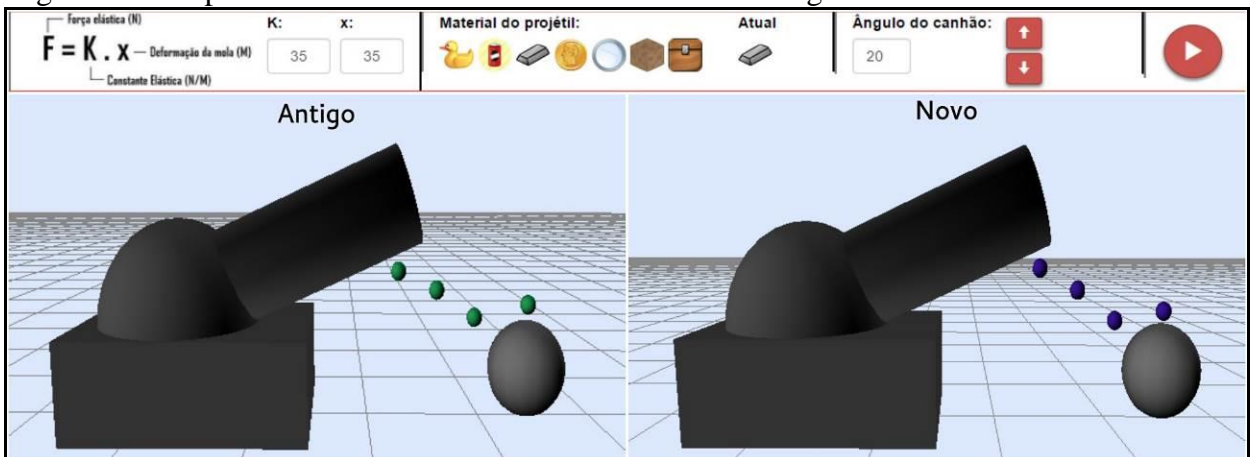 Força elástica (N)
F = K . X
Deformação da mola (M)
Constante Elástica (N/M)
K:
x:
35
35
Material do projétil:
Atual
Ângulo do canhão:
20
Antigo
Novo